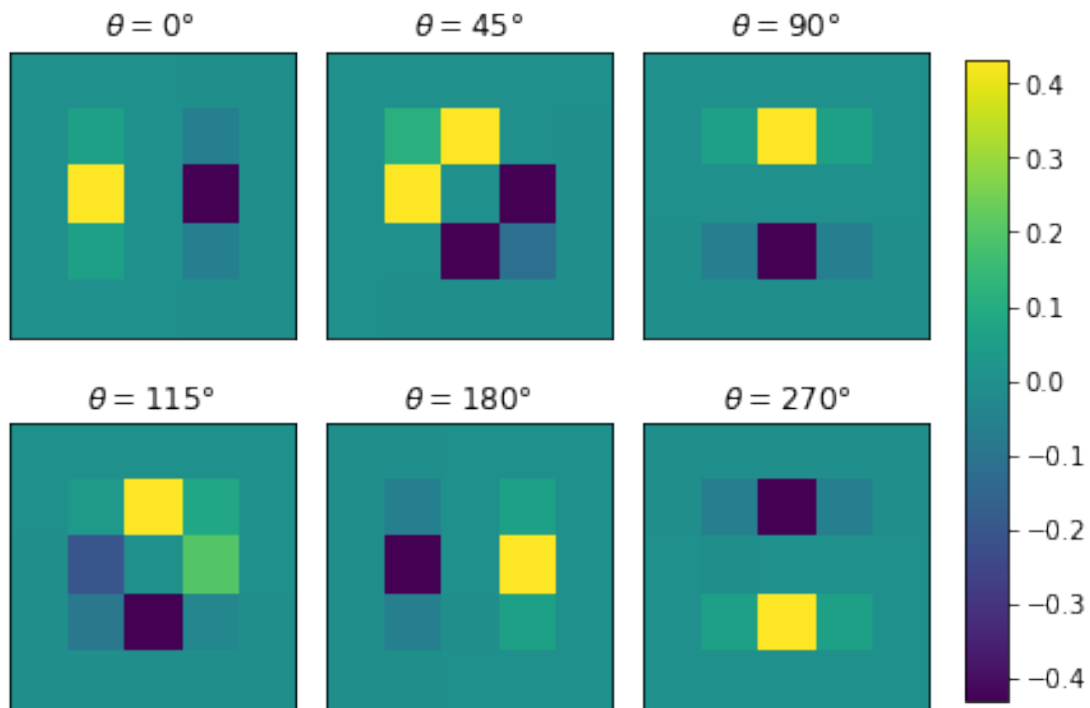 θ = 0°
θ = 45°
θ = 90°
0.4
0.3
0.2
0.1
0.0
−0.1
−0.2
−0.3
−0.4
θ = 115°
θ = 180°
θ = 270°